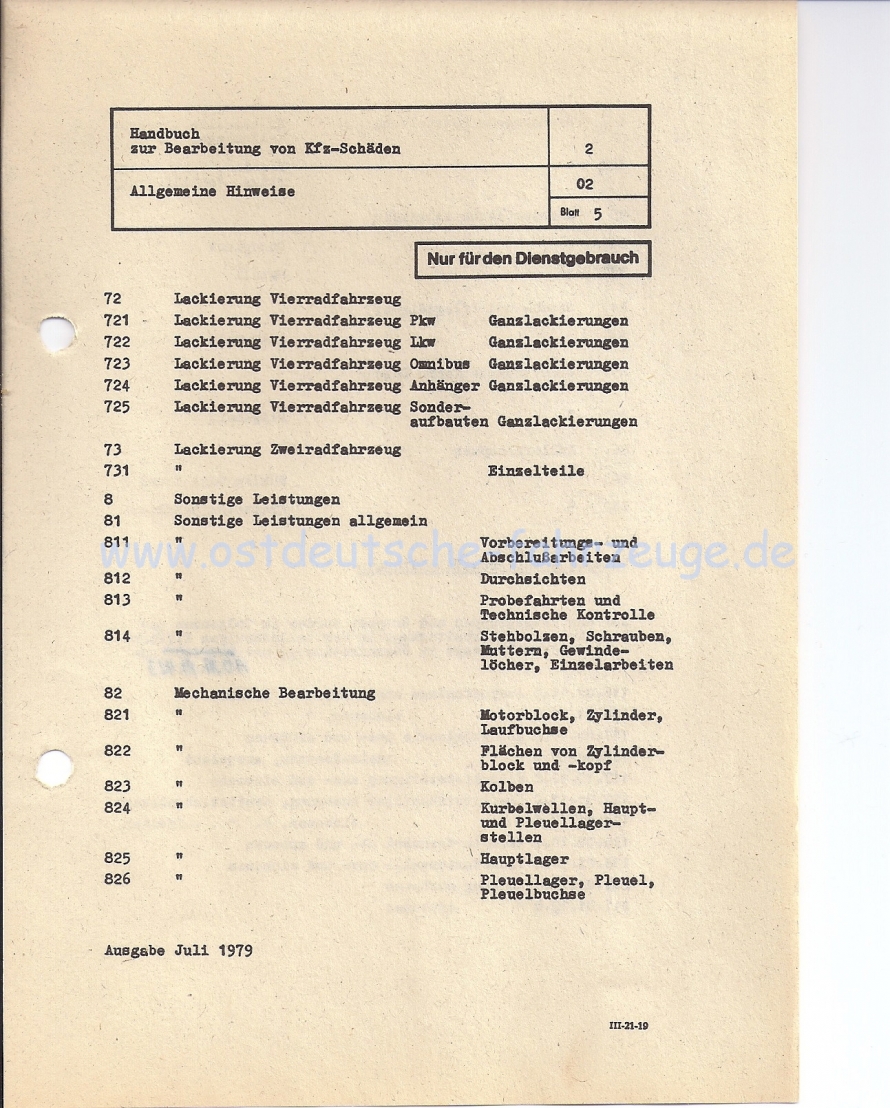 Handbuch
zur Bearbeitung von Kfz-Schäden
2
Allgemeine Hinweise
02
Blatt 5
Nur für den Dienstgebrauch
72 Lackierung Vierradfahrzeug
721 Lackierung Vierradfahrzeug Pkw Ganzlackierungen
722 Lackierung Vierradfahrzeug Lkw Ganzlackierungen
723 Lackierung Vierradfahrzeug Omnibus Ganzlackierungen
724 Lackierung Vierradfahrzeug Anhänger Ganzlackierungen
725 Lackierung Vierradfahrzeug Sonder-
aufbauten Ganzlackierungen
73 Lackierung Zweiradfahrzeug
731 " Einzelteile
8 Sonstige Leistungen
81 Sonstige Leistungen allgemein
811 " Vorbereitungs- und
www.ostdeutsche-fahrzeuge.de
Abschlußarbeiten
812 " Durchsichten
813 " Probefahrten und
Technische Kontrolle
814 " Stehbolzen, Schrauben,
Muttern, Gewinde-
löcher, Einzelarbeiten
82 Mechanische Bearbeitung
821 " Motorblock, Zylinder,
Laufbuchse
822 " Flächen von Zylinder-
block und -kopf
823 " Kolben
824 " Kurbelwellen, Haupt-
und Pleuellager-
stellen
825 " Hauptlager
826 " Pleuellager, Pleuel,
Pleuelbuchse
Ausgabe Juli 1979
III-21-19